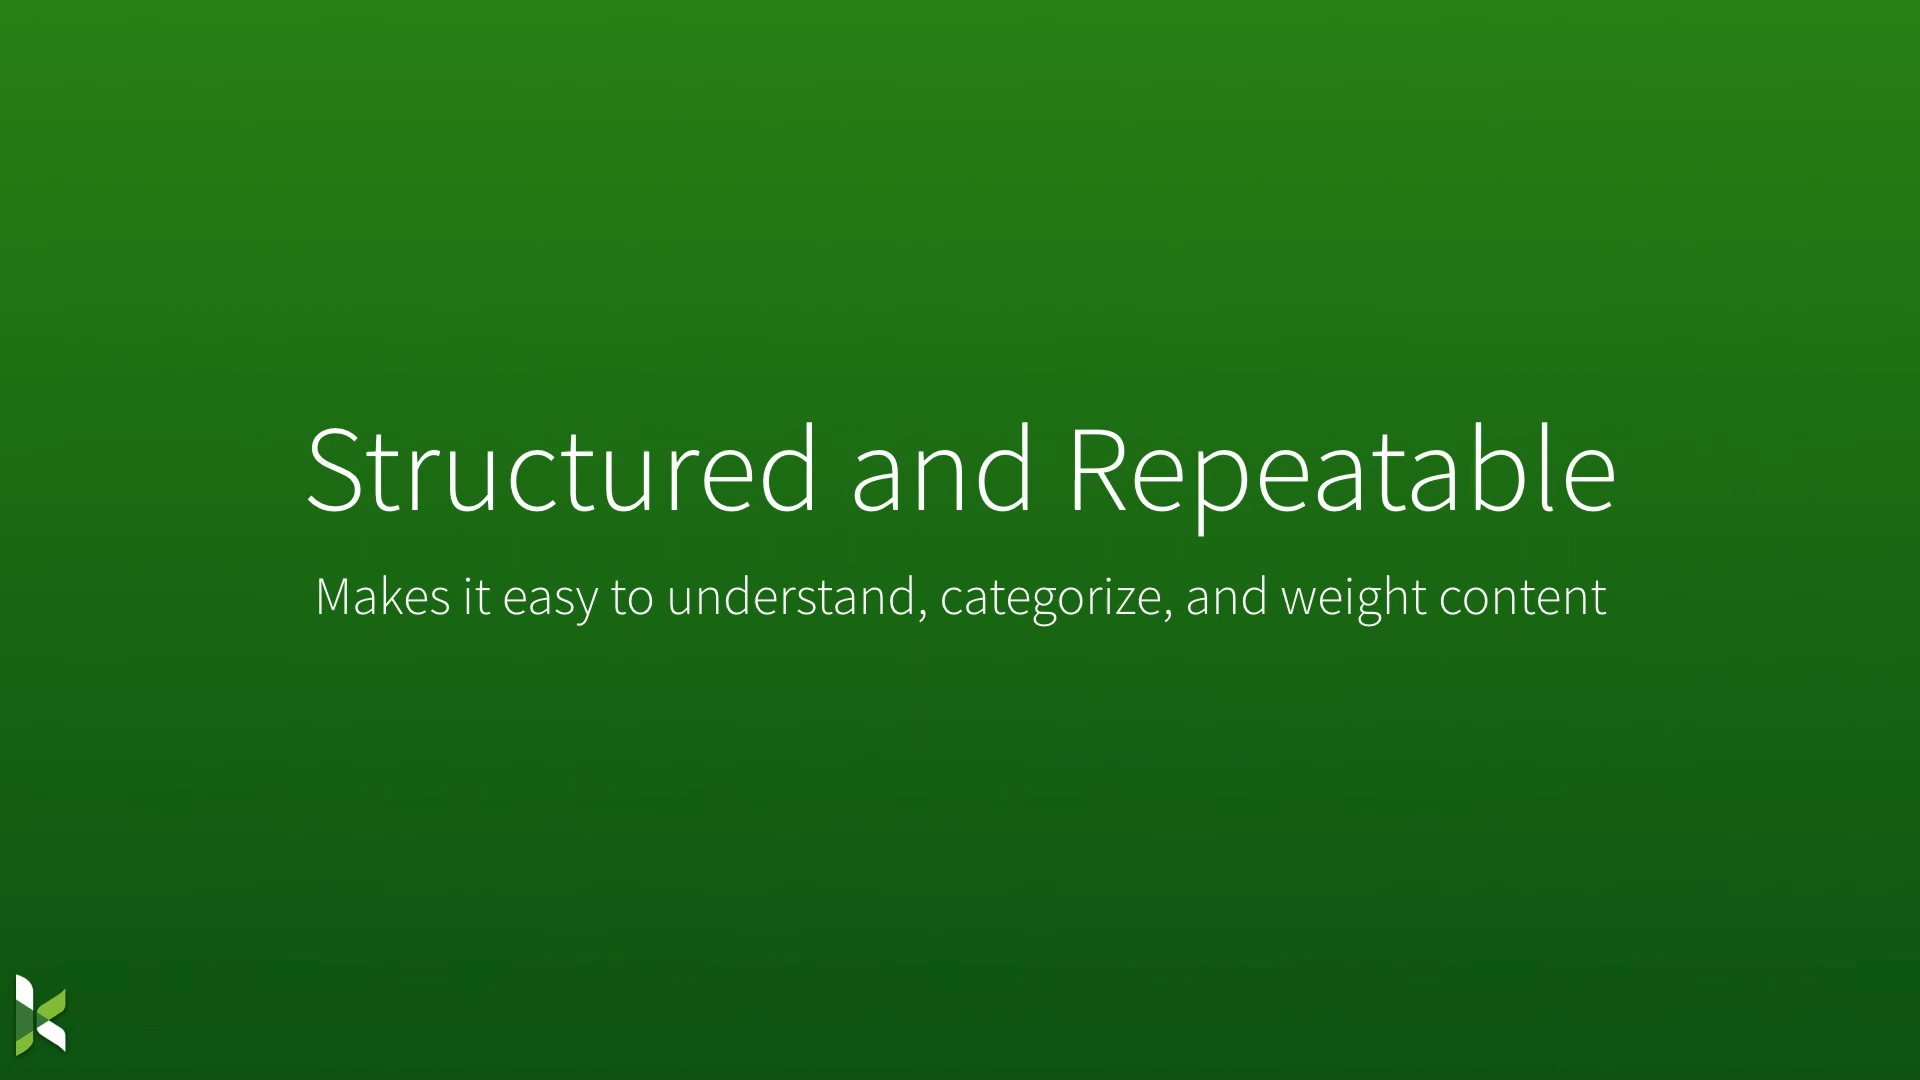 Structured and Repeatable
Makes it easy to understand, categorize, and weight content